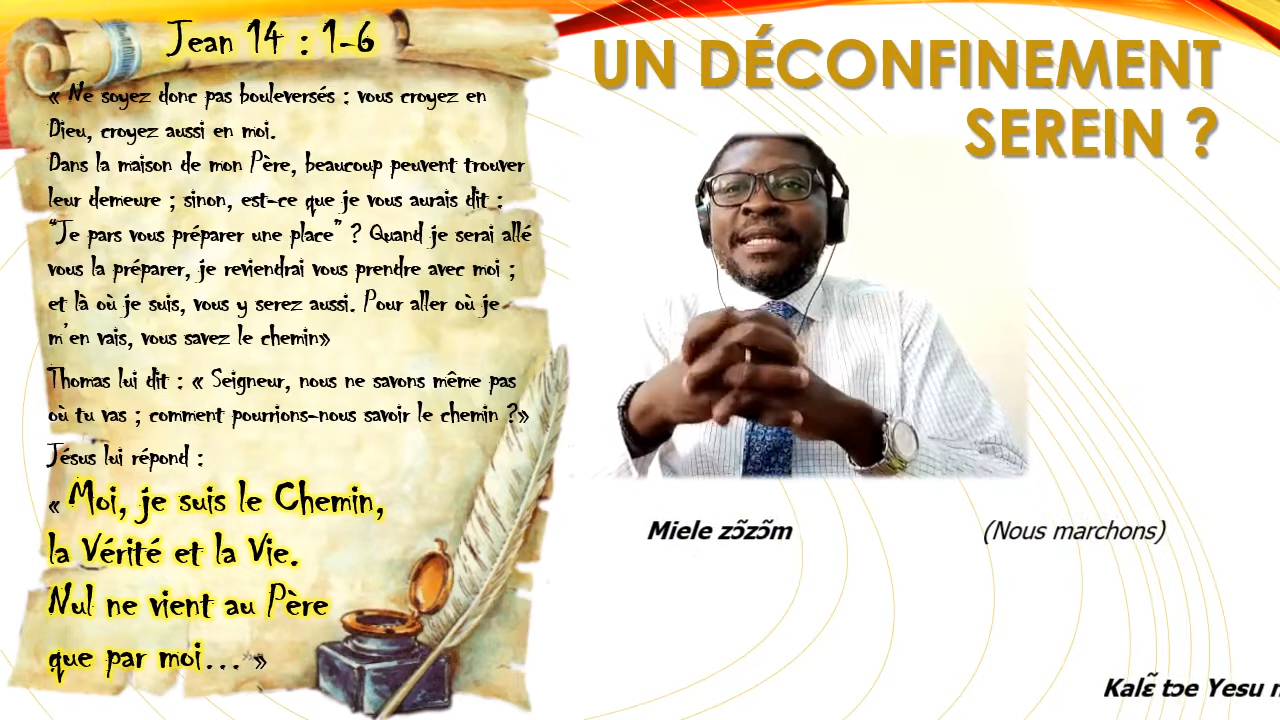 Jean 14 : 1-6
« Ne soyez donc pas bouleversés : vous croyez en
Dieu, croyez aussi en moi.
Dans la maison de mon Père, beaucoup peuvent trouver
leur demeure ; sinon, est-ce que je vous aurais dit :
“Je pars vous préparer une place” ? Quand je serai allé
vous la préparer, je reviendrai vous prendre avec moi ;
et là où je suis, vous y serez aussi. Pour aller où je
m'en vais, vous savez le chemin»
Thomas lui dit : « Seigneur, nous ne savons même pas
où tu vas ; comment pourrions-nous savoir le chemin ?»
Jésus lui répond :
« Moi, je suis le Chemin,
la Vérité et la Vie.
Nul ne vient au Père
que par moi... »
UN DÉCONFINEMENT
SEREIN ?
Miele zɔ̃zɔ̃m (Nous marchons)
Kalɛ̃ tɔe Yesu